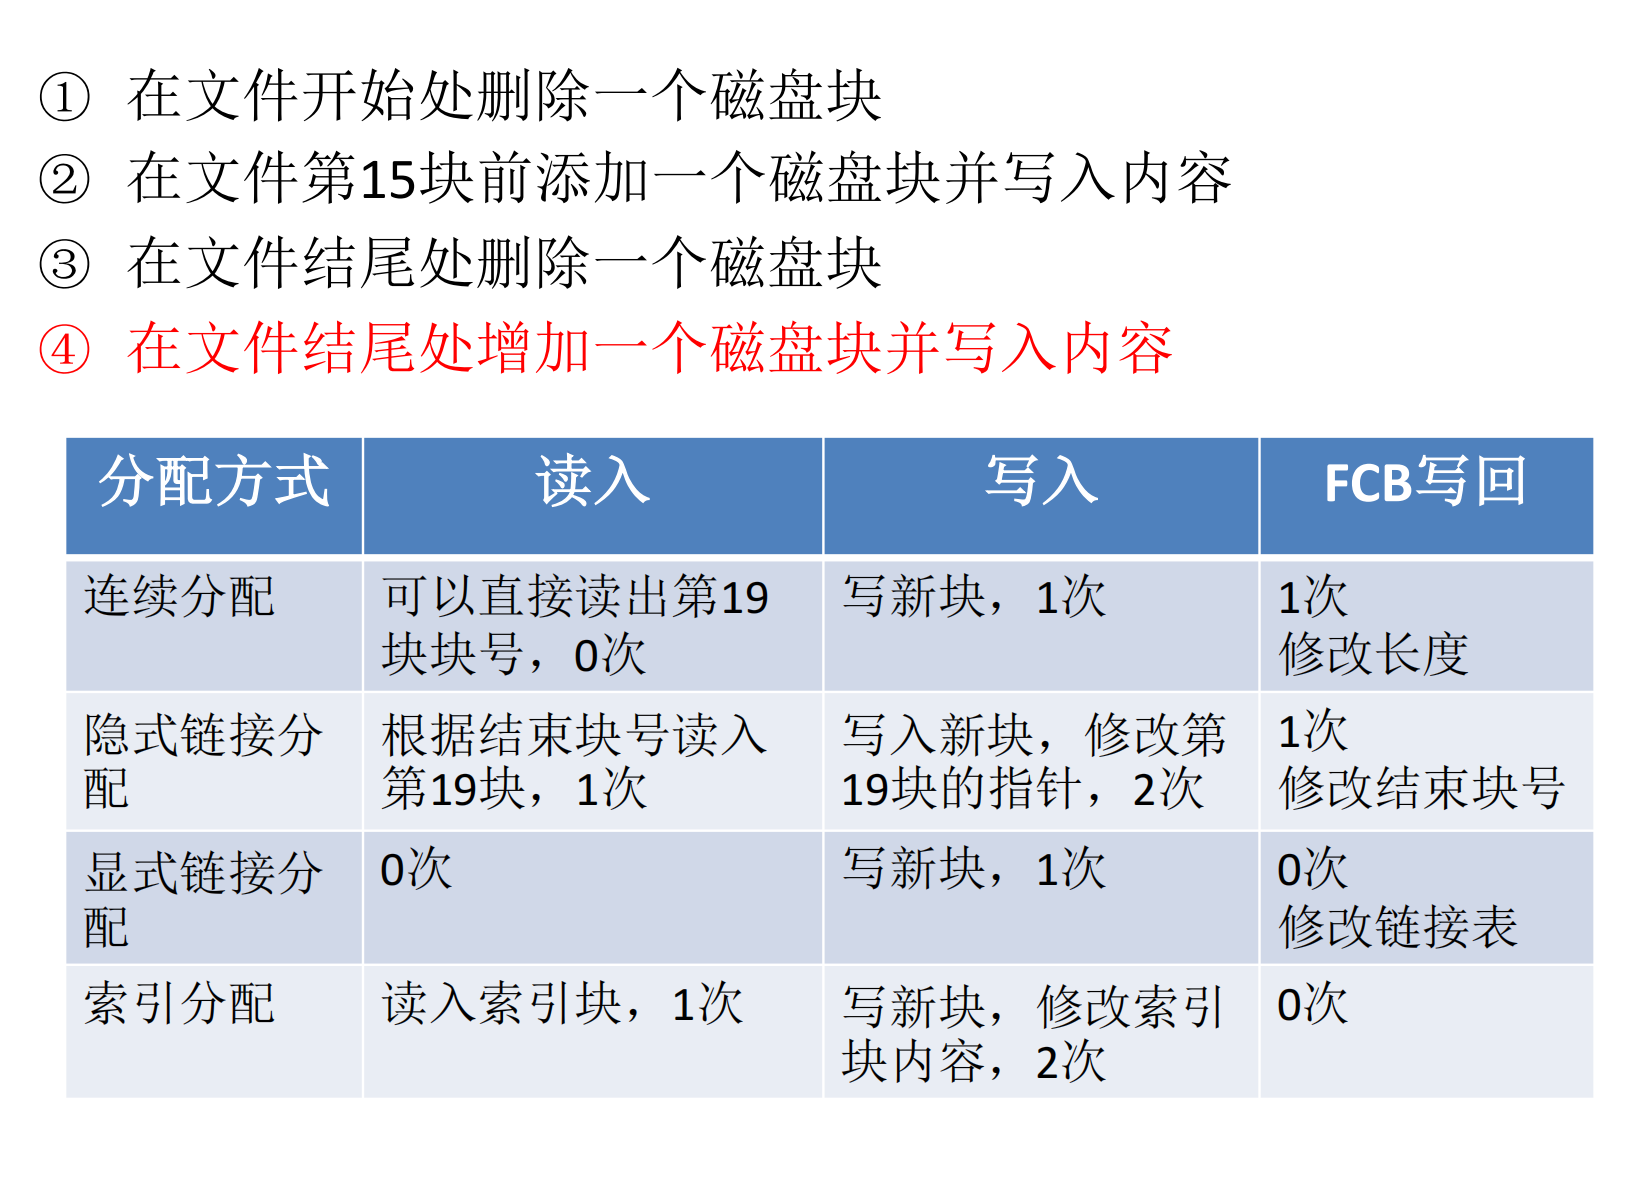 ① 在文件开始处删除一个磁盘块
② 在文件第15块前添加一个磁盘块并写入内容
③ 在文件结尾处删除一个磁盘块
④ 在文件结尾处增加一个磁盘块并写入内容
分配方式 读入 写入 FCB写回
连续分配
可以直接读出第19
块块号，0次
写新块，1次
1次
修改长度
隐式链接分
配
根据结束块号读入
第19块，1次
写入新块，修改第
19块的指针，2次
1次
修改结束块号
显式链接分
配
0次
写新块，1次
0次
修改链接表
索引分配
读入索引块，1次
写新块，修改索引
块内容，2次
0次